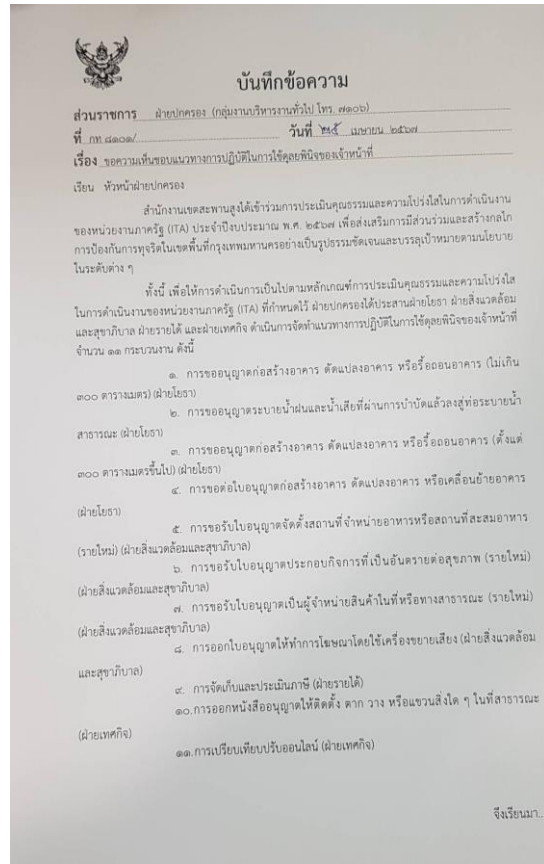 บันทึกข้อความ
ส่วนราชการ ฝ่ายปกครอง (กลุ่มงานบริหารงานทั่วไป โทร. ๗๑๐๖)
ที่ กท ๘๑๐๑/ วันที่ เมษายน ๒๕๖๗
เรื่อง ขอความเห็นชอบแนวทางการปฏิบัติในการใช้ดุลยพินิจของเจ้าหน้าที่
เรียน หัวหน้าฝ่ายปกครอง
สำนักงานเขตสะพานสูงได้เข้าร่วมการประเมินคุณธรรมและความโปร่งใสในการดำเนินงาน
ของหน่วยงานภาครัฐ (ITA) ประจำปีงบประมาณ พ.ศ. ๒๕๖๗ เพื่อส่งเสริมการมีส่วนร่วมและสร้างกลไก
การป้องกันการทุจริตในเขตพื้นที่กรุงเทพมหานครอย่างเป็นรูปธรรมชัดเจนและบรรลุเป้าหมายตามนโยบาย
ในระดับต่าง ๆ
ทั้งนี้ เพื่อให้การดำเนินการเป็นไปตามหลักเกณฑ์การประเมินคุณธรรมและความโปร่งใส
ในการดำเนินงานของหน่วยงานภาครัฐ (ITA) ที่กำหนดไว้ ฝ่ายปกครองได้ประสานฝ่ายโยธา ฝ่ายสิ่งแวดล้อม
และสุขาภิบาล ฝ่ายรายได้ และฝ่ายเทศกิจ ดำเนินการจัดทำแนวทางการปฏิบัติในการใช้ดุลยพินิจของเจ้าหน้าที่
จำนวน ๑๑ กระบวนงาน ดังนี้
๑. การขออนุญาตก่อสร้างอาคาร ดัดแปลงอาคาร หรือรื้อถอนอาคาร (ไม่เกิน
๓๐๐ ตารางเมตร) (ฝ่ายโยธา)
๒. การขออนุญาตระบายน้ำฝนและน้ำเสียที่ผ่านการบำบัดแล้วลงสู่ท่อระบายน้ำ
สาธารณะ (ฝ่ายโยธา)
๓. การขออนุญาตก่อสร้างอาคาร ดัดแปลงอาคาร หรือรื้อถอนอาคาร (ตั้งแต่
๓๐๐ ตารางเมตรขึ้นไป) (ฝ่ายโยธา)
๔. การขอต่อใบอนุญาตก่อสร้างอาคาร ดัดแปลงอาคาร หรือเคลื่อนย้ายอาคาร
(ฝ่ายโยธา)
๕. การขอรับใบอนุญาตจัดตั้งสถานที่จำหน่ายอาหารหรือสถานที่สะสมอาหาร
(รายใหม่) (ฝ่ายสิ่งแวดล้อมและสุขาภิบาล)
๖. การขอรับใบอนุญาตประกอบกิจการที่เป็นอันตรายต่อสุขภาพ (รายใหม่)
(ฝ่ายสิ่งแวดล้อมและสุขาภิบาล)
๗. การขอรับใบอนุญาตเป็นผู้จำหน่ายสินค้าในที่หรือทางสาธารณะ (รายใหม่)
(ฝ่ายสิ่งแวดล้อมและสุขาภิบาล)
๘. การออกใบอนุญาตให้ทำการโฆษณาโดยใช้เครื่องขยายเสียง (ฝ่ายสิ่งแวดล้อม
และสุขาภิบาล)
๙. การจัดเก็บและประเมินภาษี (ฝ่ายรายได้)
๑๐.การออกหนังสืออนุญาตให้ติดตั้ง ตาก วาง หรือแขวนสิ่งใด ๆ ในที่สาธารณะ
(ฝ่ายเทศกิจ)
๑๑.การเปรียบเทียบปรับออนไลน์ (ฝ่ายเทศกิจ)
จึงเรียนมา..